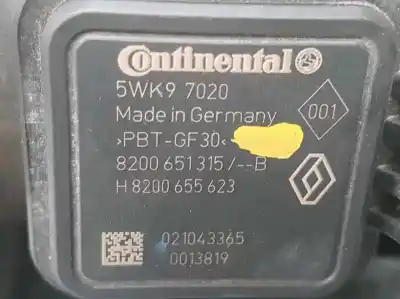 Continental
5WK9 7020
Made in Germany
001
>PBT-GF30<
8200 651 315 /--B
H 8200 655 623
021043365
0013819